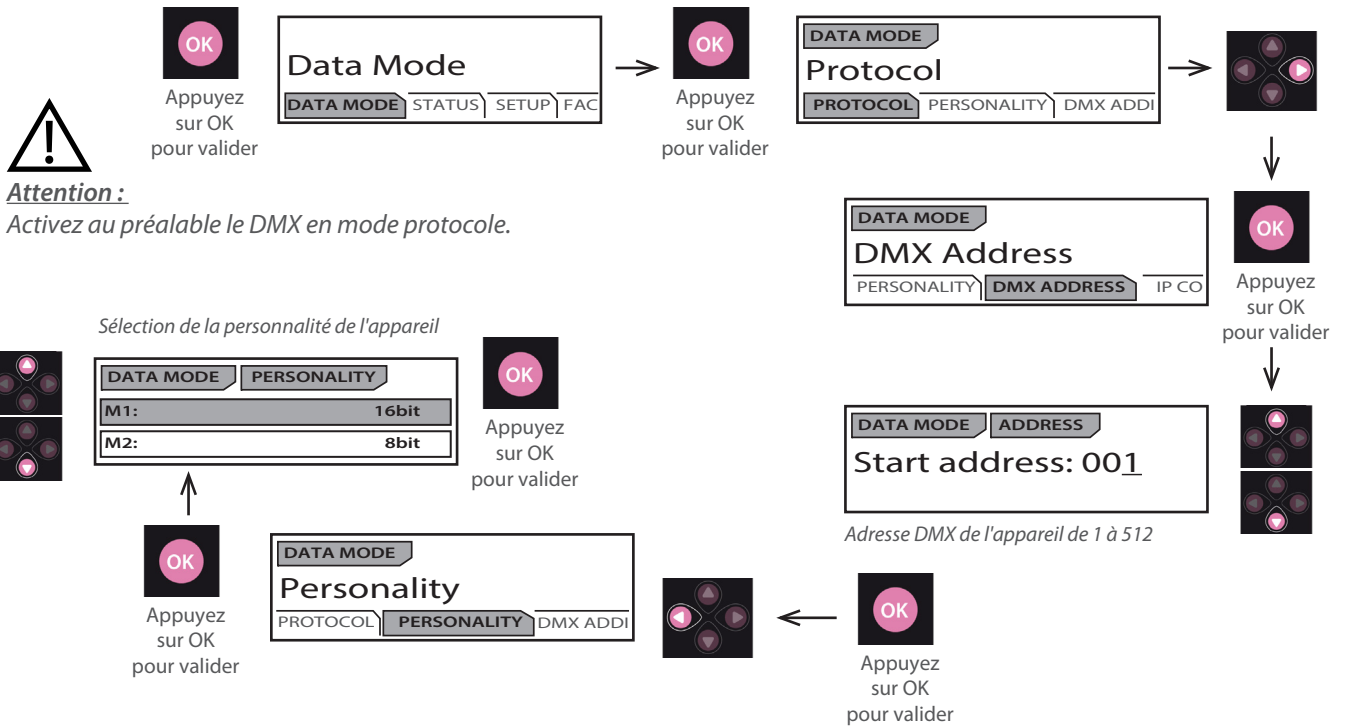 OK
Appuyez
sur OK
pour valider
Data Mode
DATA MODE STATUS SETUP FAC
OK
Appuyez
sur OK
pour valider
DATA MODE
Protocol
PROTOCOL PERSONALITY DMX ADDI
Attention :
Activez au préalable le DMX en mode protocole.
DATA MODE
DMX Address
PERSONALITY DMX ADDRESS IP CO
OK
Appuyez
sur OK
pour valider
DATA MODE ADDRESS
Start address: 001
Adresse DMX de l'appareil de 1 à 512
OK
Appuyez
sur OK
pour valider
DATA MODE
Personality
PROTOCOL PERSONALITY DMX ADDI
OK
Appuyez
sur OK
pour valider
Sélection de la personnalité de l'appareil
DATA MODE PERSONALITY
M1: 16bit
M2: 8bit
OK
Appuyez
sur OK
pour valider